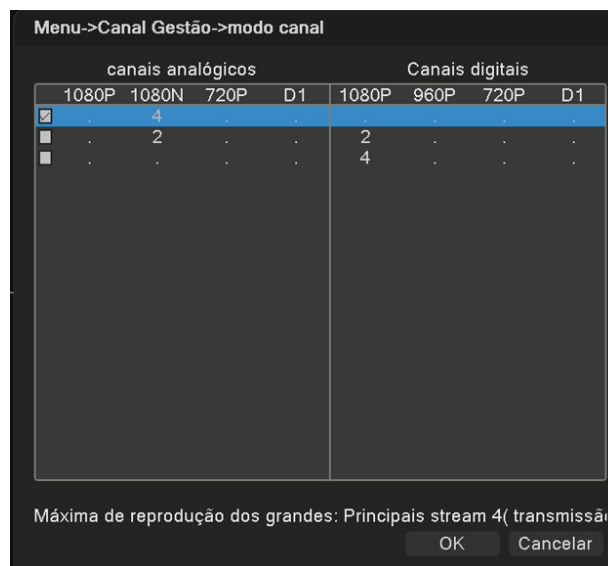 Menu->Canal Gestão->modo canal
canais analógicos Canais digitais
1080P 1080N 720P D1 1080P 960P 720P D1
. 4 . . . . . .
. 2 . . 2 . . .
. . . . 4 . . .
Máxima de reprodução dos grandes: Principais stream 4( transmissã
OK Cancelar